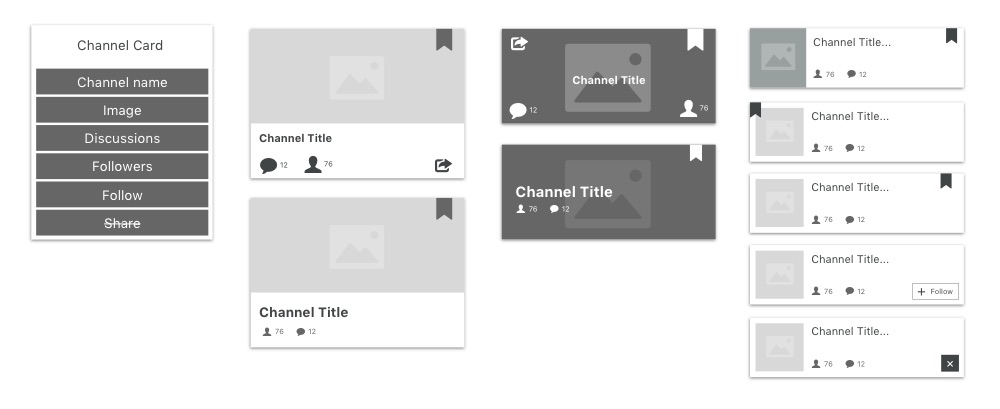 Channel Card
Channel name
Image
Discussions
Followers
Follow
Share
Channel Title
12 76
Channel Title
76 12
Channel Title
12 76
Channel Title
76 12
Channel Title...
76 12
Channel Title...
76 12
Channel Title...
76 12
Channel Title...
76 12
+ Follow
Channel Title...
76 12